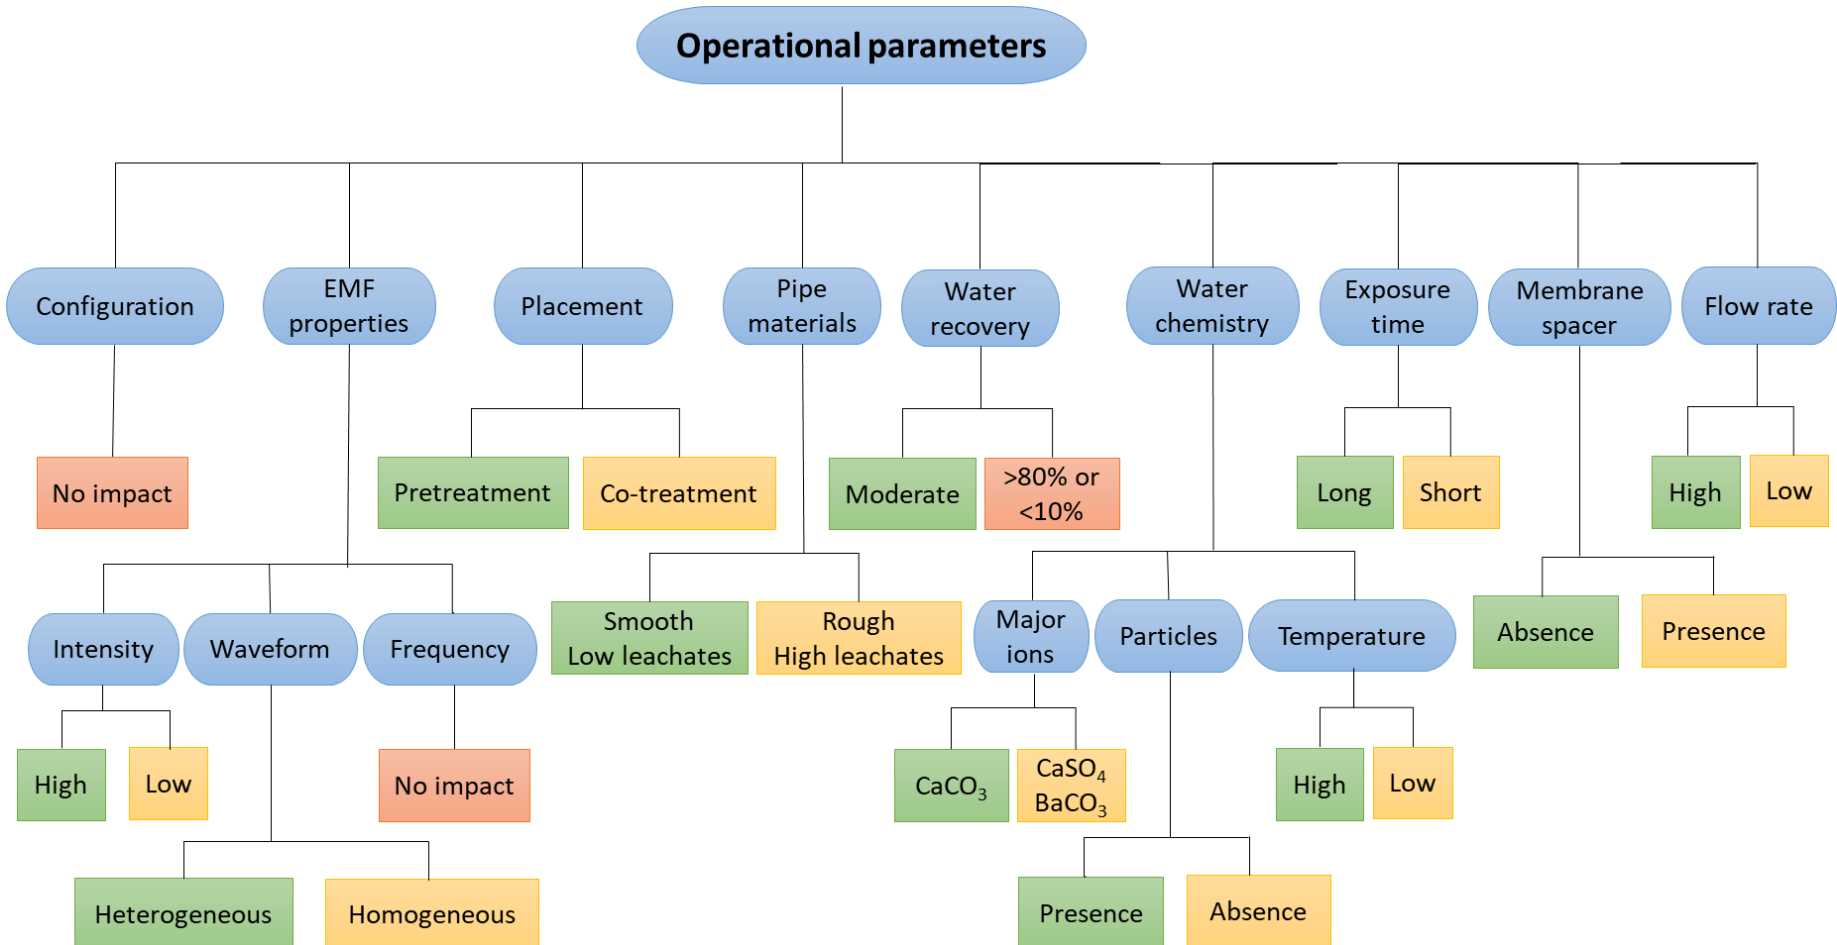 Operational parameters
Configuration
EMF
properties
Placement
Pipe
materials
Water
recovery
Water
chemistry
Exposure
time
Membrane
spacer
Flow rate
No impact
Pretreatment
Co-treatment
Moderate
>80% or
<10%
Long
Short
High
Low
Intensity
Waveform
Frequency
Smooth
Low leachates
Rough
High leachates
Major
ions
Particles
Temperature
Absence
Presence
High
Low
No impact
CaCO₃
CaSO₄
BaCO₃
High
Low
Heterogeneous
Homogeneous
Presence
Absence